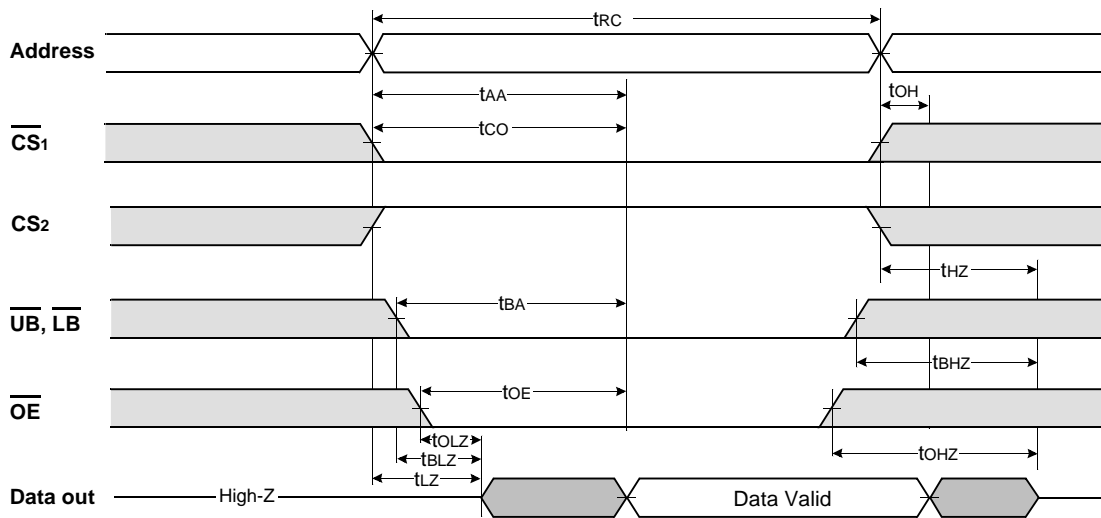 tRC
Address
tAA
tOH
tCO
CS1
CS2
tHZ
tBA
UB, LB
tBHZ
tOE
OE
tOLZ
tBLZ
tOHZ
tLZ
Data out
High-Z
Data Valid